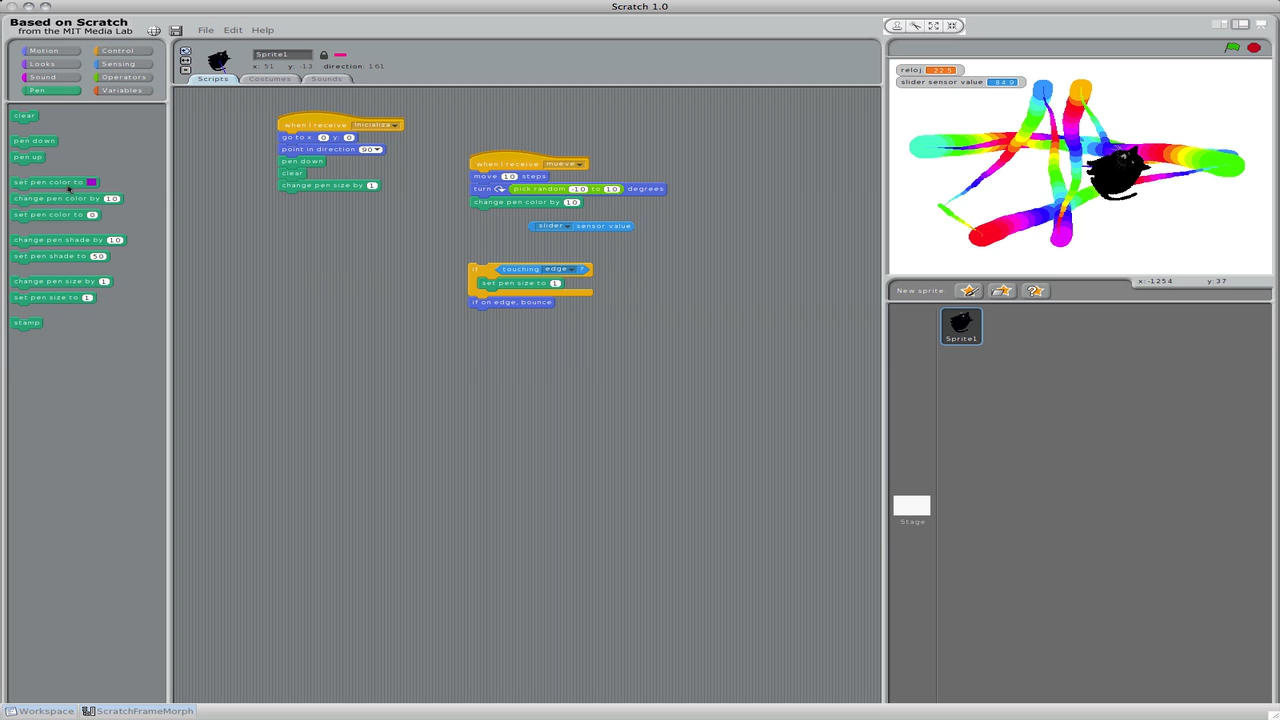 Scratch 1.0
Based on Scratch
from the MIT Media Lab
File Edit Help
Motion Control
Looks Sensing
Sound Operators
Pen Variables
clear
pen down
pen up
set pen color to
change pen color by 10
set pen color to 0
change pen shade by 10
set pen shade to 50
change pen size by 1
set pen size to 1
stamp
Sprite1
x: 51 y: -13 direction: 161
Scripts Costumes Sounds
when I receive Inicializa
go to x: 0 y: 0
point in direction 90
pen down
clear
change pen size by 1
when I receive mueve
move 10 steps
turn pick random -10 to 10 degrees
change pen color by 10
slider sensor value
if touching edge ?
set pen size to 1
if on edge, bounce
reloj 22.5
slider sensor value 84.9
x: -1254 y: 37
New sprite:
Sprite1
Stage
Workspace ScratchFrameMorph